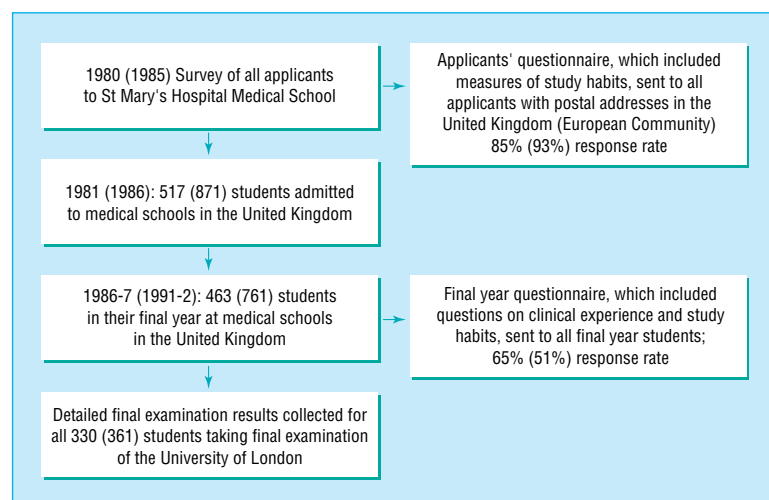 1980 (1985) Survey of all applicants
to St Mary's Hospital Medical School
Applicants' questionnaire, which included
measures of study habits, sent to all
applicants with postal addresses in the
United Kingdom (European Community)
85% (93%) response rate
1981 (1986): 517 (871) students admitted
to medical schools in the United Kingdom
1986-7 (1991-2): 463 (761) students
in their final year at medical schools
in the United Kingdom
Final year questionnaire, which included
questions on clinical experience and study
habits, sent to all final year students;
65% (51%) response rate
Detailed final examination results collected for
all 330 (361) students taking final examination
of the University of London